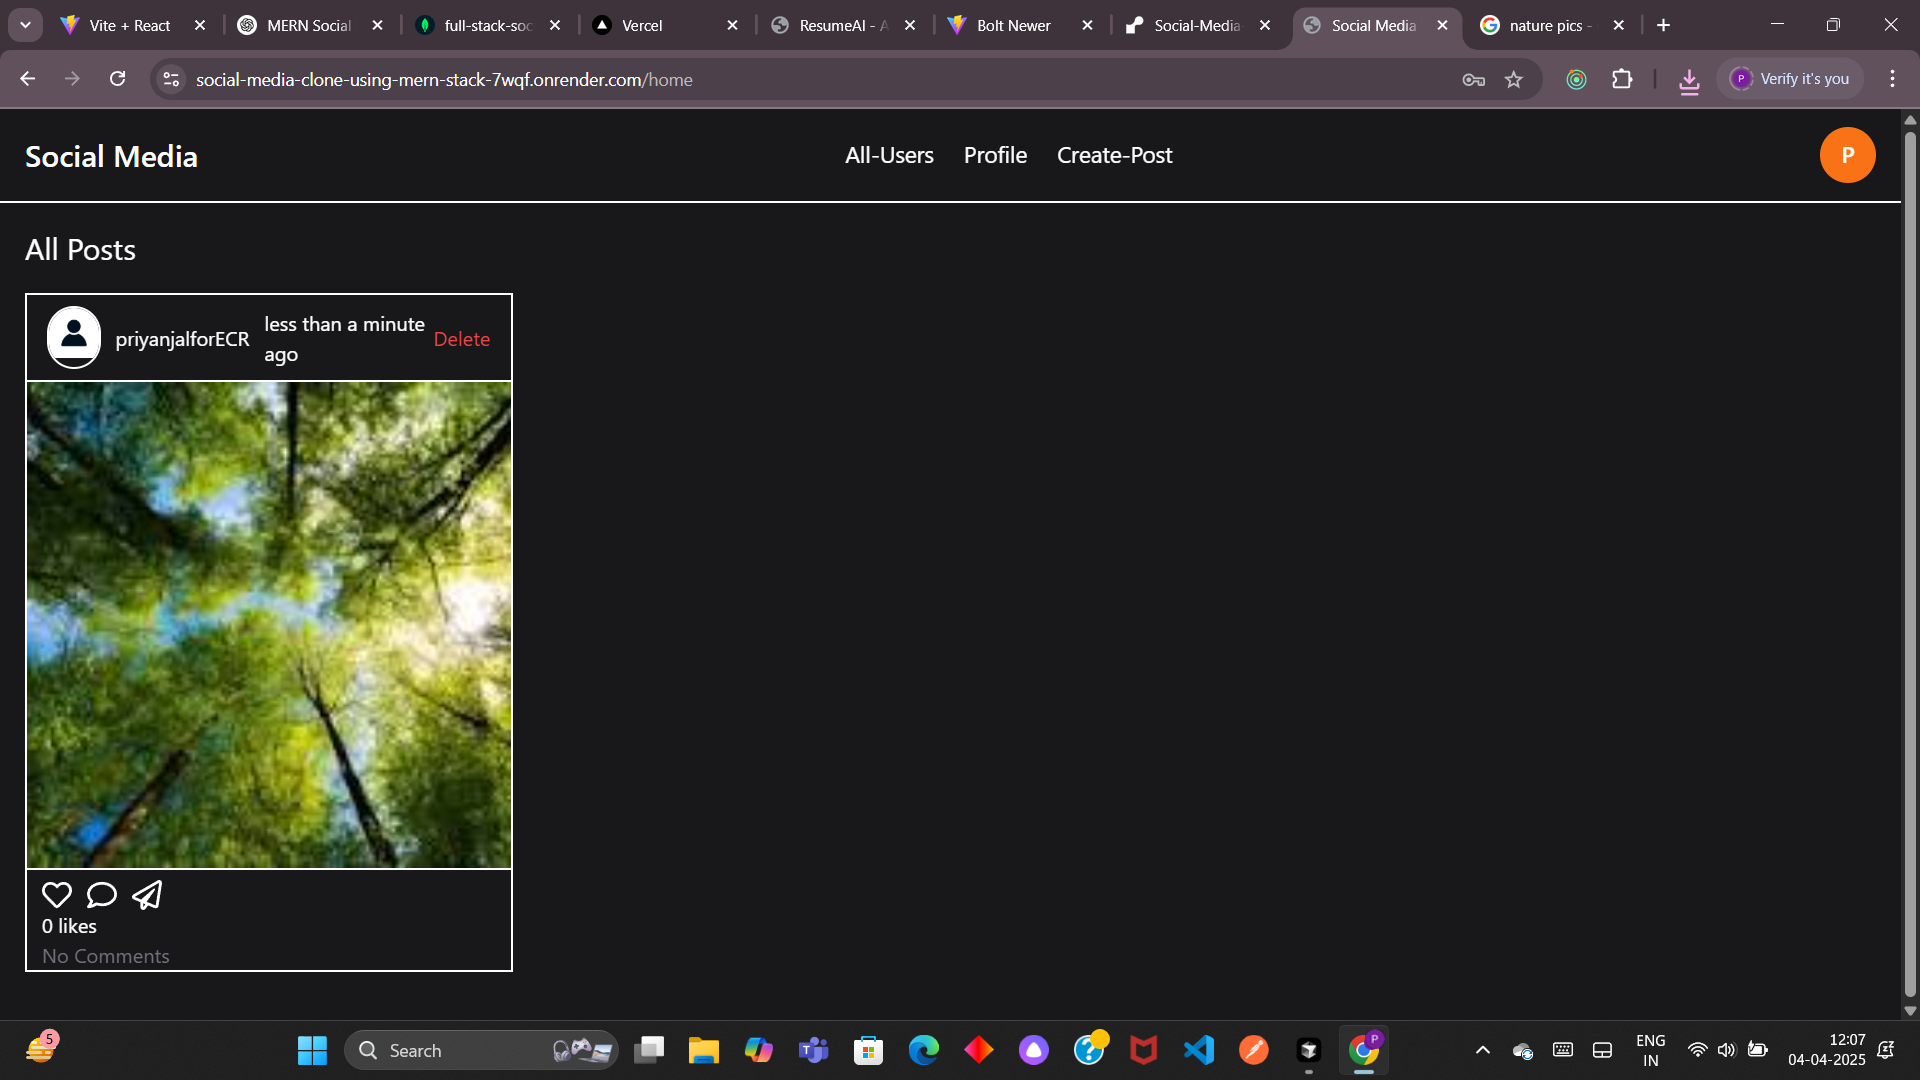 Vite + React
MERN Social
full-stack-soc
Vercel
ResumeAI - A
Bolt Newer
Social-Media
Social Media
nature pics -
social-media-clone-using-mern-stack-7wqf.onrender.com/home
P
Verify it's you
Social Media
All-Users
Profile
Create-Post
P
All Posts
priyanjalforECR
less than a minute
ago
Delete
0 likes
No Comments
5
Search
P
ENG
IN
12:07
04-04-2025